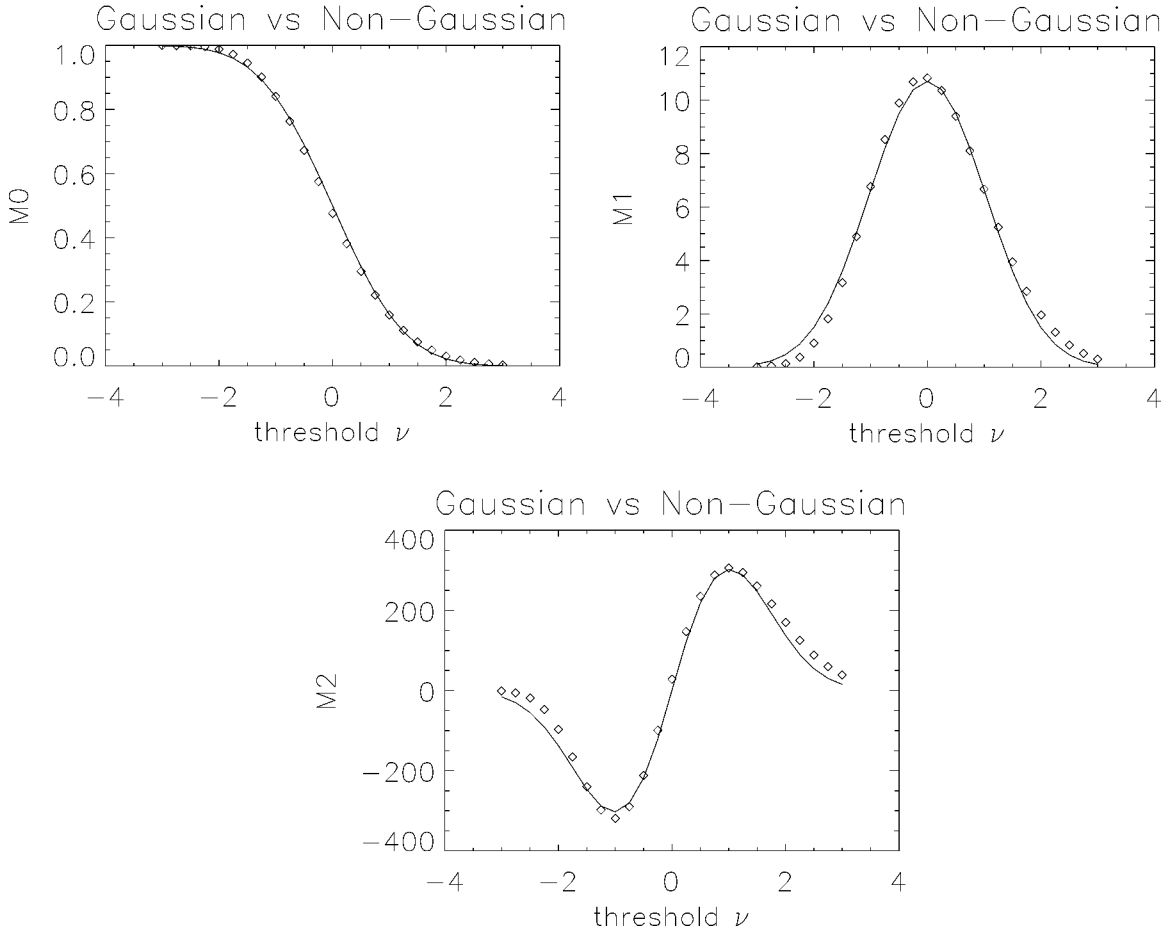 Gaussian vs Non-Gaussian
1.0
0.8
0.6
0.4
0.2
0.0
M0
-4 -2 0 2 4
threshold ν
Gaussian vs Non-Gaussian
12
10
8
6
4
2
0
M1
-4 -2 0 2 4
threshold ν
Gaussian vs Non-Gaussian
400
200
0
-200
-400
M2
-4 -2 0 2 4
threshold ν